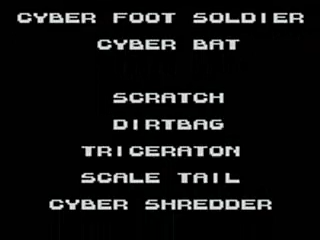 CYBER FOOT SOLDIER
CYBER BAT
SCRATCH
DIRTBAG
TRICERATON
SCALE TAIL
CYBER SHREDDER